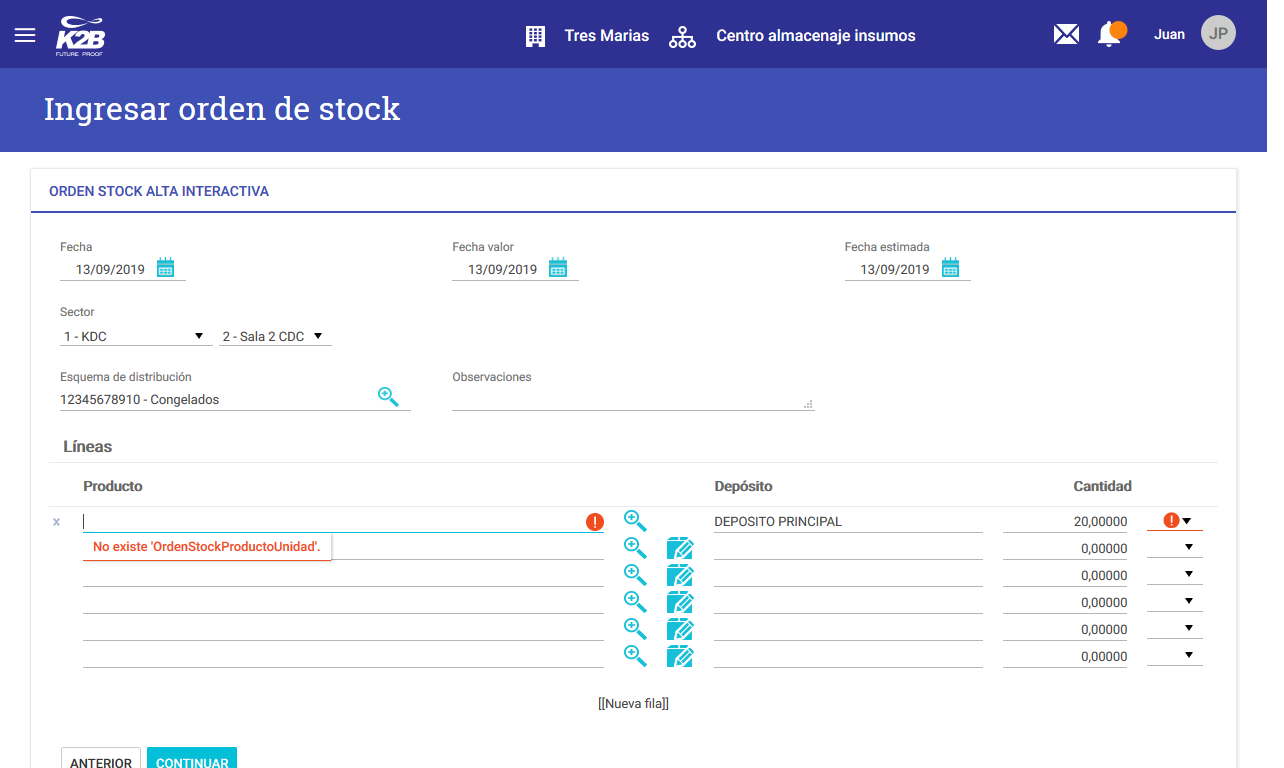 K2B
FUTURE PROOF
Tres Marias
Centro almacenaje insumos
Juan
JP
Ingresar orden de stock
ORDEN STOCK ALTA INTERACTIVA
Fecha
Fecha valor
Fecha estimada
13/09/2019
13/09/2019
13/09/2019
Sector
1 - KDC
2 - Sala 2 CDC
Esquema de distribución
Observaciones
12345678910 - Congelados
Líneas
Producto
Depósito
Cantidad
x
DEPOSITO PRINCIPAL
20,00000
No existe 'OrdenStockProductoUnidad'.
0,00000
0,00000
0,00000
0,00000
0,00000
[[Nueva fila]]
ANTERIOR
CONTINUAR